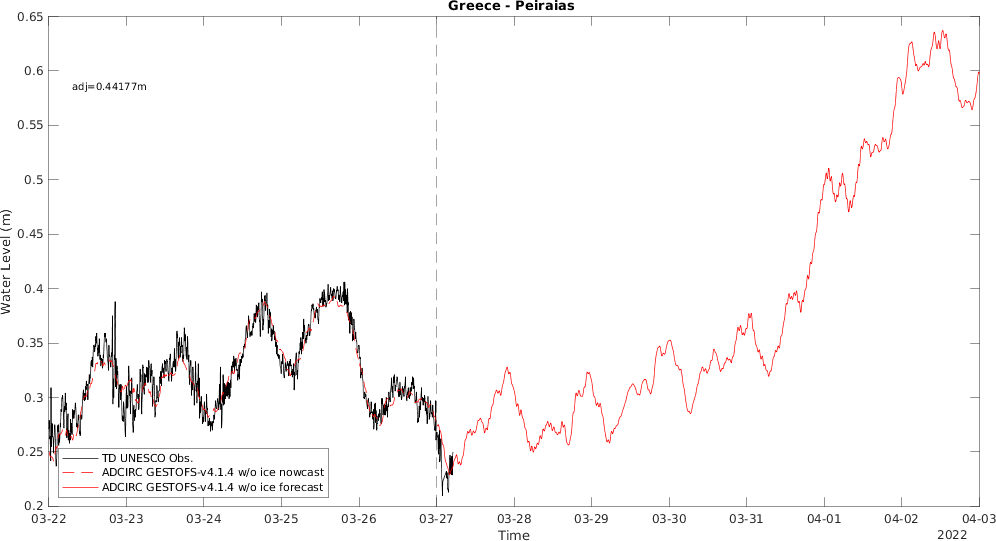 Greece - Peiraias
0.65
0.6
0.55
0.5
0.45
0.4
0.35
0.3
0.25
0.2
Water Level (m)
adj=0.44177m
TD UNESCO Obs.
ADCIRC GESTOFS-v4.1.4 w/o ice nowcast
ADCIRC GESTOFS-v4.1.4 w/o ice forecast
03-22 03-23 03-24 03-25 03-26 03-27 03-28 03-29 03-30 03-31 04-01 04-02 04-03
Time
2022